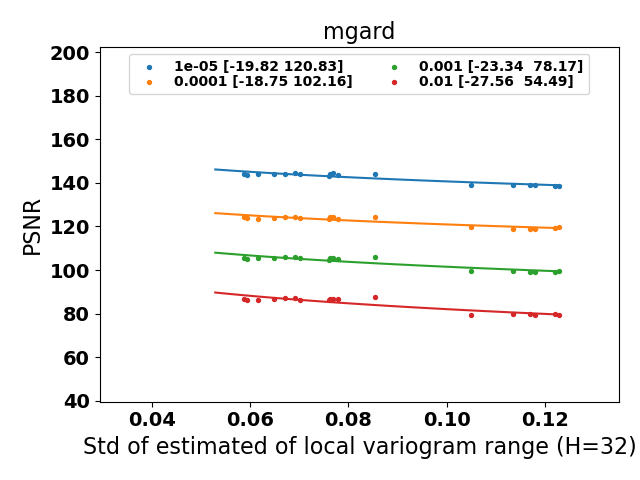 mgard
200
180
160
140
120
100
80
60
40
PSNR
1e-05 [-19.82 120.83]
0.0001 [-18.75 102.16]
0.001 [-23.34  78.17]
0.01 [-27.56  54.49]
0.04 0.06 0.08 0.10 0.12
Std of estimated of local variogram range (H=32)